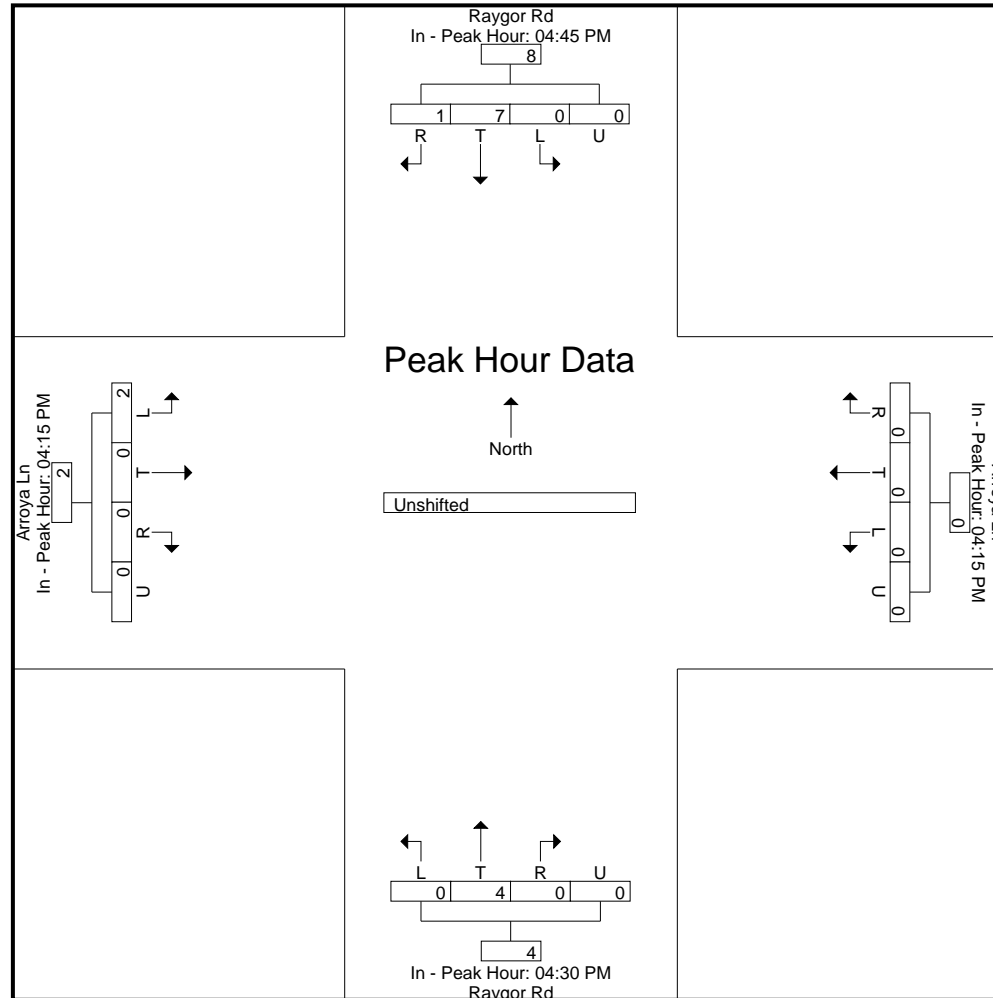 Raygor Rd
In - Peak Hour: 04:45 PM
8
1 7 0 0
R T L U
Peak Hour Data
North
Unshifted
Arroya Ln
In - Peak Hour: 04:15 PM
2
2 0 0 0
L T R U
In - Peak Hour: 04:15 PM
0
0 0 0 0
R T L U
L T R U
0 4 0 0
4
In - Peak Hour: 04:30 PM
Raygor Rd